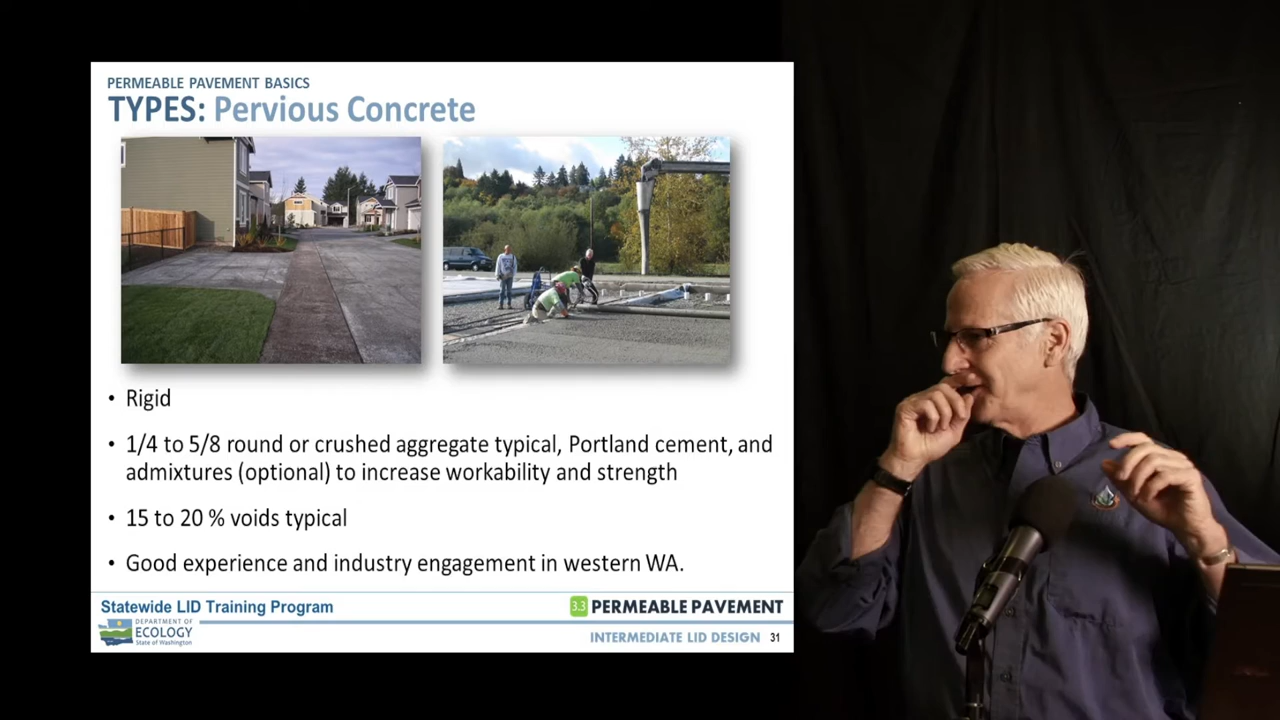 PERMEABLE PAVEMENT BASICS
TYPES: Pervious Concrete
• Rigid
• 1/4 to 5/8 round or crushed aggregate typical, Portland cement, and
admixtures (optional) to increase workability and strength
• 15 to 20 % voids typical
• Good experience and industry engagement in western WA.
Statewide LID Training Program
3.3 PERMEABLE PAVEMENT
DEPARTMENT OF
ECOLOGY
State of Washington
INTERMEDIATE LID DESIGN 31